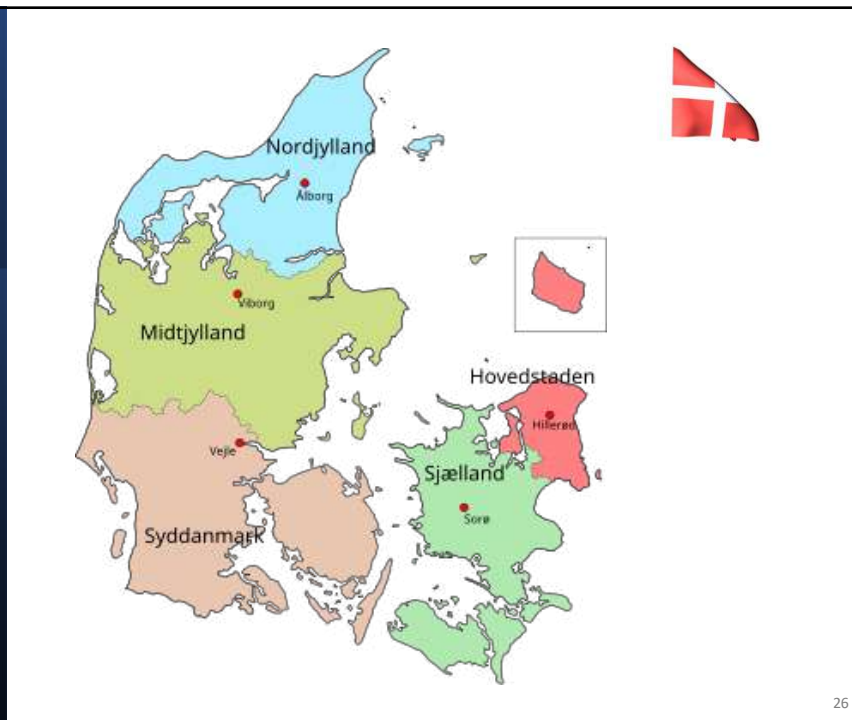 Nordjylland
Ålborg
Viborg
Midtjylland
Hovedstaden
Hillerød
Vejle
Sjælland
Sorø
Syddanmark
26